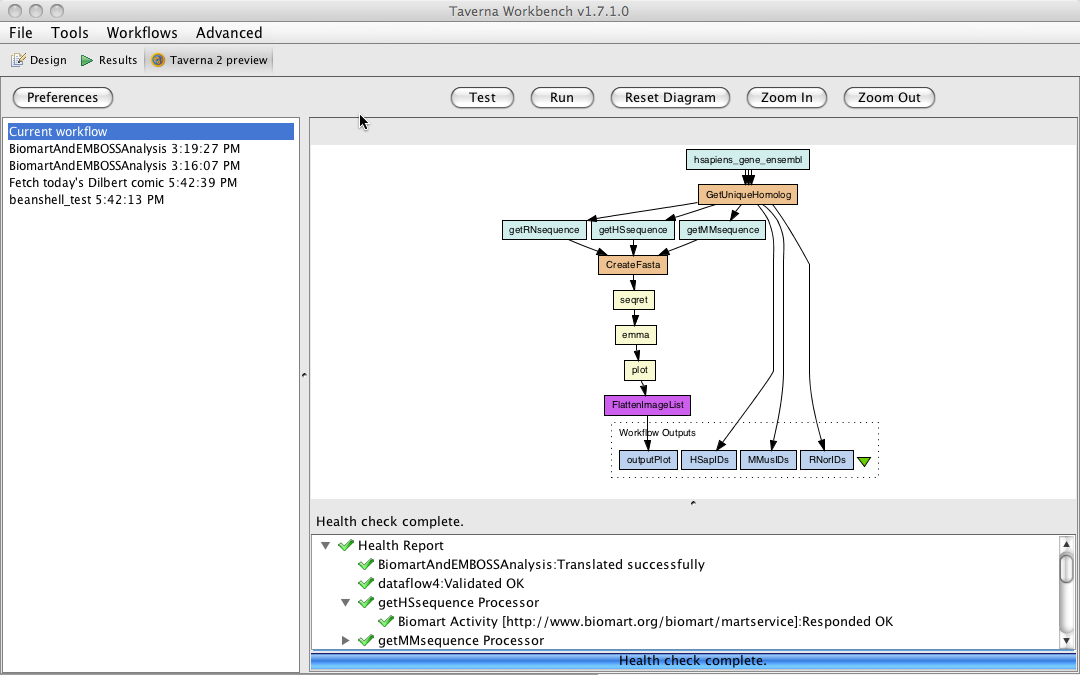 Taverna Workbench v1.7.1.0
File Tools Workflows Advanced
Design Results Taverna 2 preview
Preferences Test Run Reset Diagram Zoom In Zoom Out
Current workflow
BiomartAndEMBOSSAnalysis 3:19:27 PM
BiomartAndEMBOSSAnalysis 3:16:07 PM
Fetch today's Dilbert comic 5:42:39 PM
beanshell_test 5:42:13 PM
hsapiens_gene_ensembl
GetUniqueHomolog
getRNsequence getHSsequence getMMsequence
CreateFasta
seqret
emma
plot
FlattenImageList
Workflow Outputs
outputPlot HSapIDs MMusIDs RNorIDs
Health check complete.
Health Report
BiomartAndEMBOSSAnalysis:Translated successfully
dataflow4:Validated OK
getHSsequence Processor
Biomart Activity [http://www.biomart.org/biomart/martservice]:Responded OK
getMMsequence Processor
Health check complete.